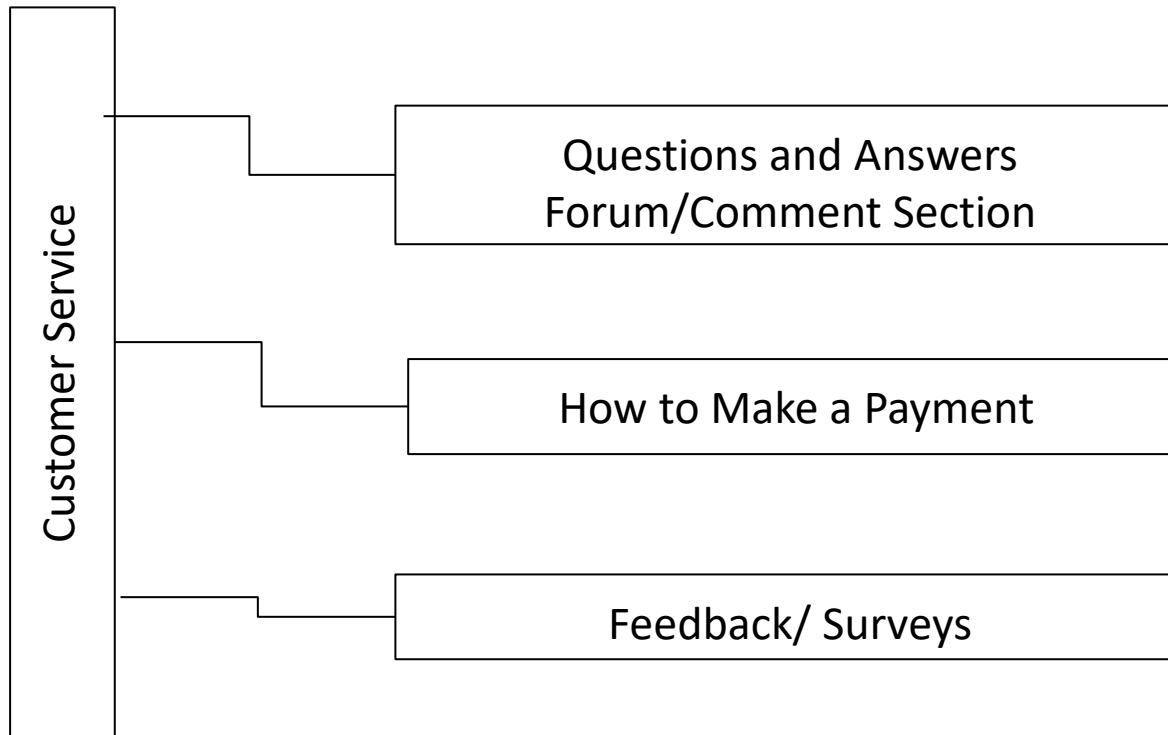 Customer Service
Questions and Answers
Forum/Comment Section
How to Make a Payment
Feedback/ Surveys